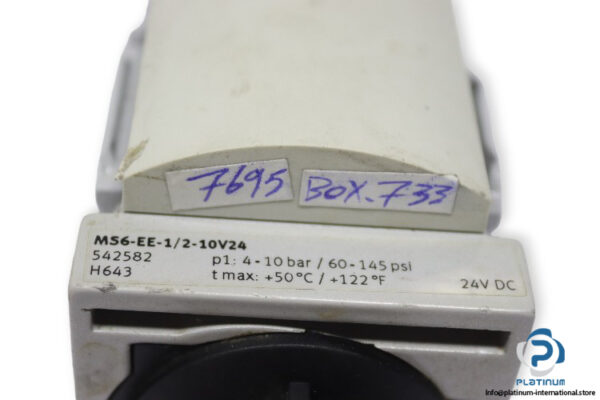 7695 BOX.733
MS6-EE-1/2-10V24
542582 p1: 4-10 bar / 60-145 psi
H643 t max: +50°C / +122°F 24V DC
PLATINUM
info@platinum-international.store